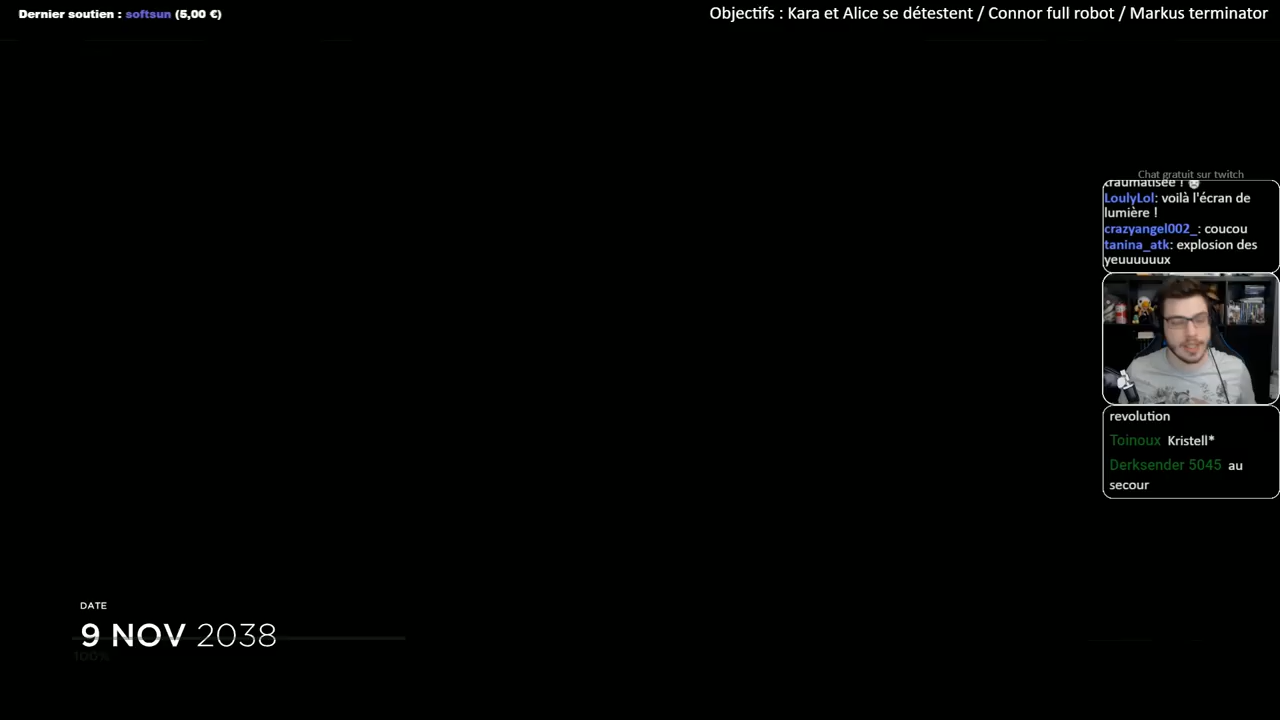 Dernier soutien : softsun (5,00 €)
Objectifs : Kara et Alice se détestent / Connor full robot / Markus terminator
Chat gratuit sur twitch
traumatisée !
LoulyLol: voilà l'écran de
lumière !
crazyangel002_: coucou
tanina_atk: explosion des
yeuuuuuux
revolution
Toinoux Kristell*
Derksender 5045 au
secour
DATE
9 NOV 2038
100%